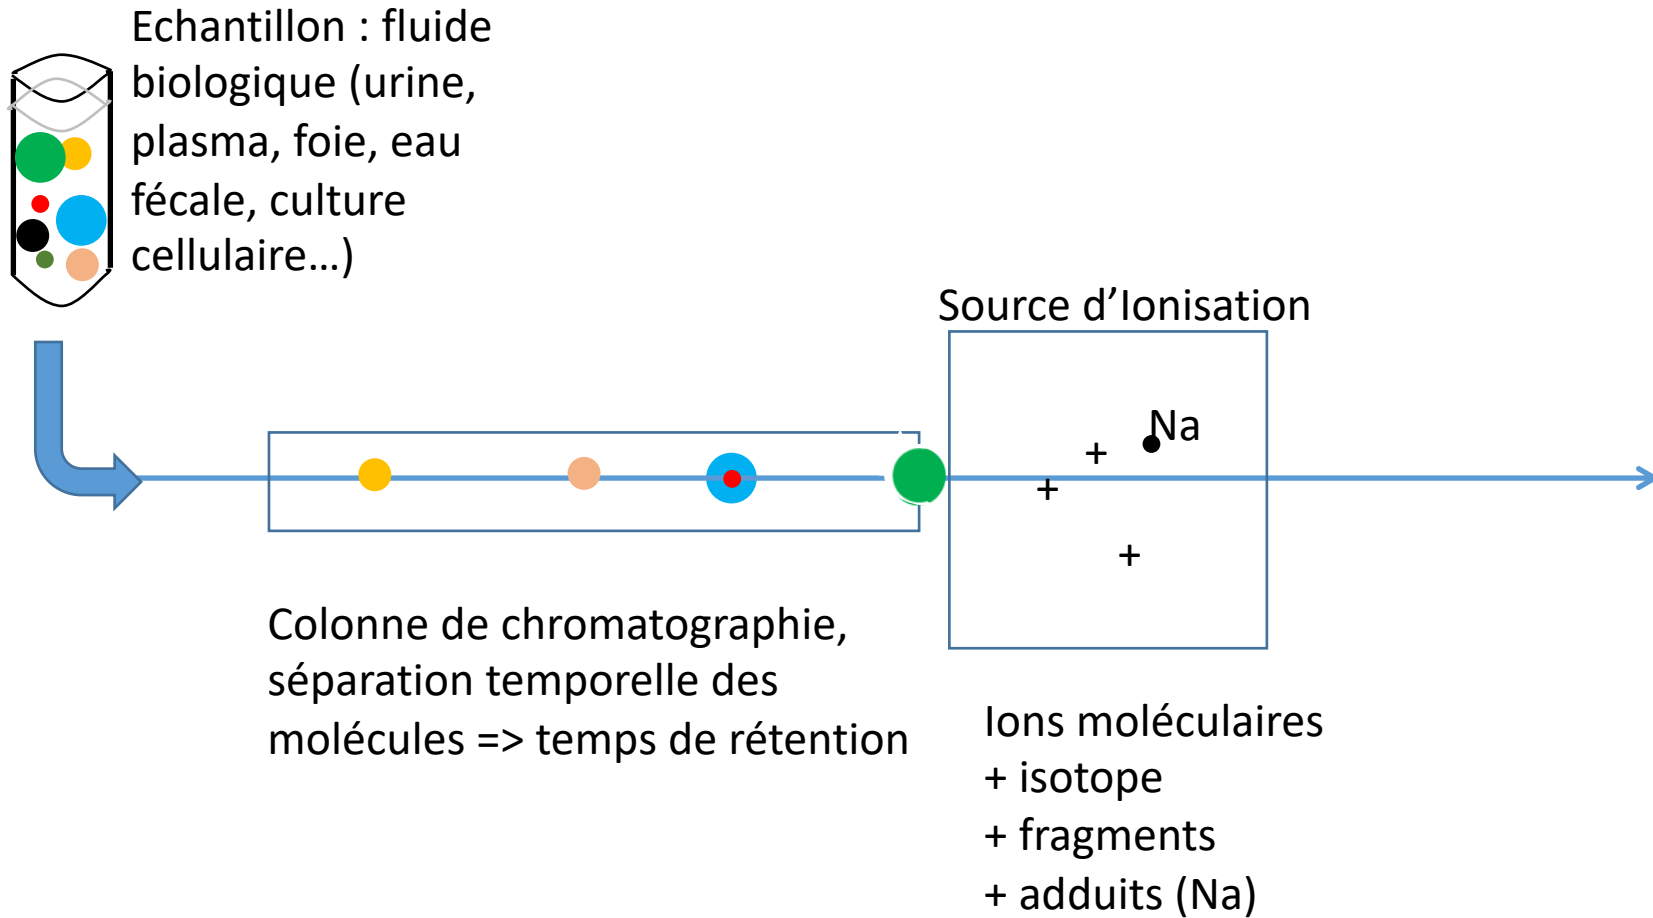 Echantillon : fluide
biologique (urine,
plasma, foie, eau
fécale, culture
cellulaire…)
Source d’Ionisation
Na
+
+
+
Colonne de chromatographie,
séparation temporelle des
molécules => temps de rétention
Ions moléculaires
+ isotope
+ fragments
+ adduits (Na)